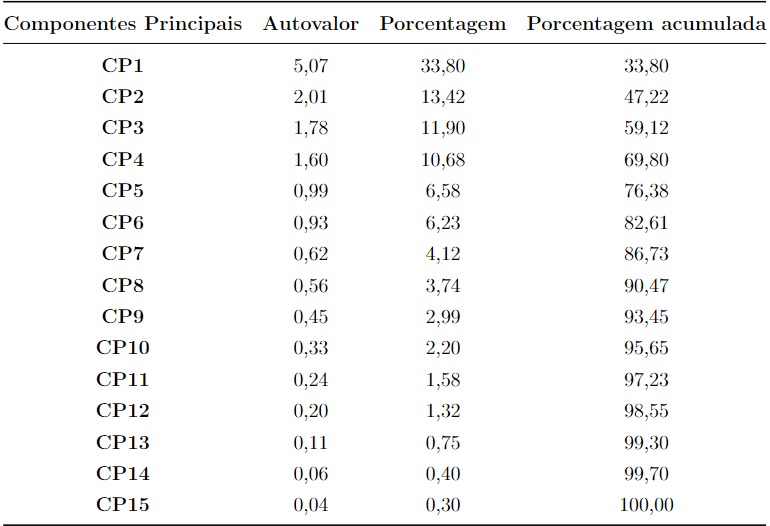 Componentes Principais Autovalor Porcentagem Porcentagem acumulada
CP1 5,07 33,80 33,80
CP2 2,01 13,42 47,22
CP3 1,78 11,90 59,12
CP4 1,60 10,68 69,80
CP5 0,99 6,58 76,38
CP6 0,93 6,23 82,61
CP7 0,62 4,12 86,73
CP8 0,56 3,74 90,47
CP9 0,45 2,99 93,45
CP10 0,33 2,20 95,65
CP11 0,24 1,58 97,23
CP12 0,20 1,32 98,55
CP13 0,11 0,75 99,30
CP14 0,06 0,40 99,70
CP15 0,04 0,30 100,00